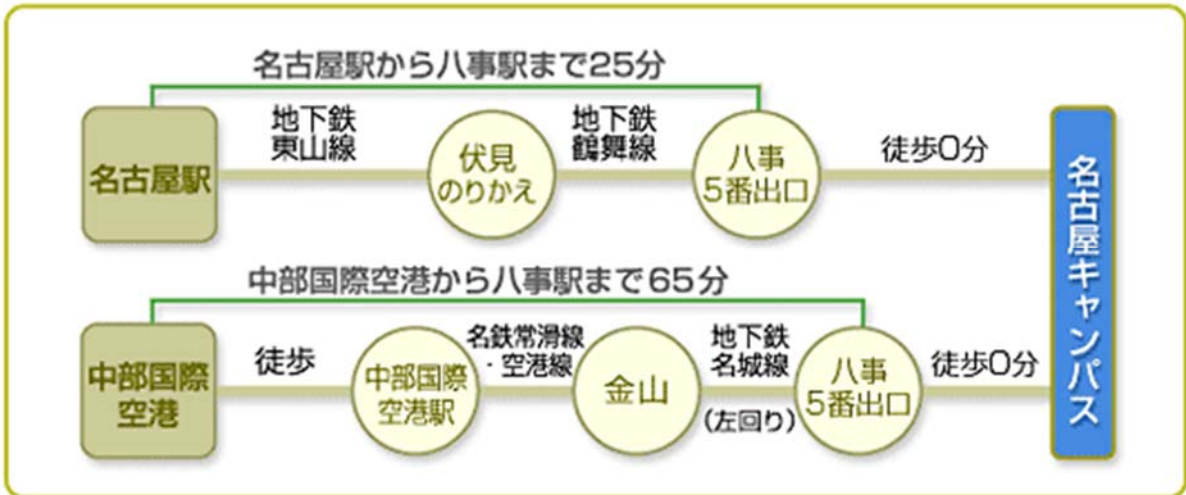 名古屋駅から八事駅まで25分
名古屋駅
地下鉄
東山線
伏見
のりかえ
地下鉄
鶴舞線
八事
5番出口
徒歩0分
中部国際空港から八事駅まで65分
中部国際
空港
徒歩
中部国際
空港駅
名鉄常滑線
・空港線
金山
地下鉄
名城線
(左回り)
八事
5番出口
徒歩0分
名古屋キャンパス